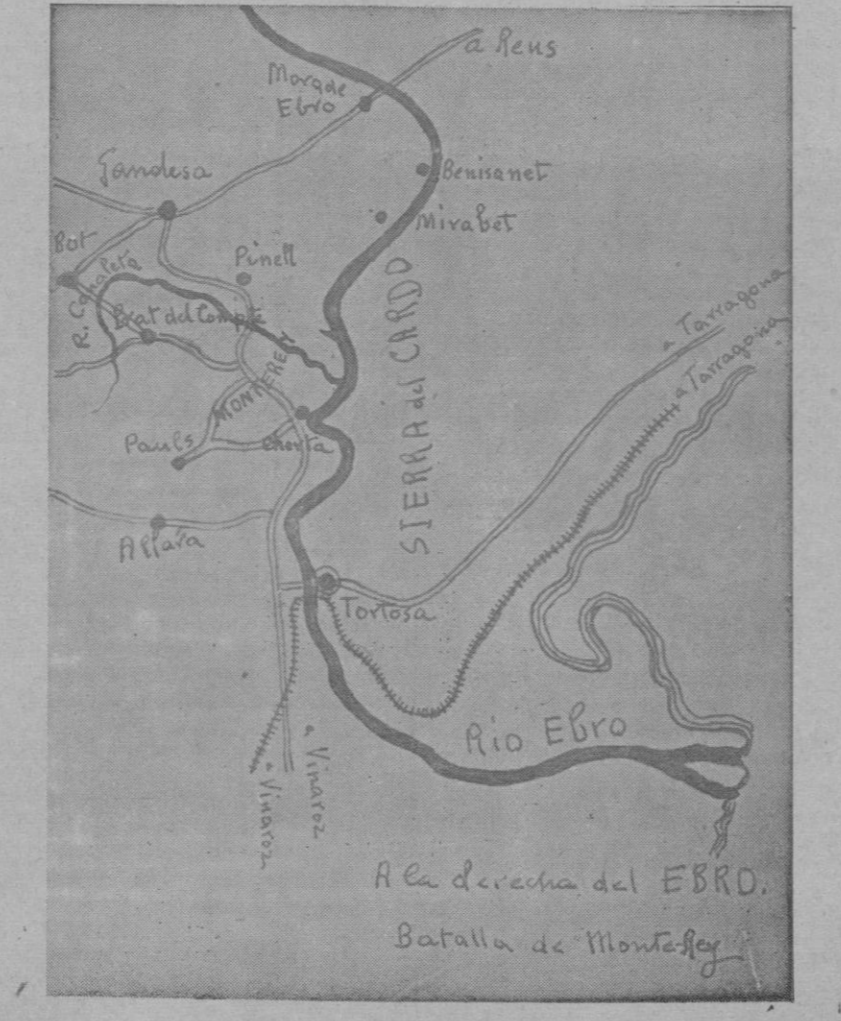 a Reus
Mora de
Ebro
Gandesa
Benisanet
Mirabet
Bot
Pinell
R. Canaleta
Prat del Compte
MONTEREY
SIERRA del CARDO
a Tarragona
a Tarragona
Pauls
Cherta
Alfara
Tortosa
Rio Ebro
a Vinaroz
a Vinaroz
A la derecha del EBRO.
Batalla de Monte-Rey